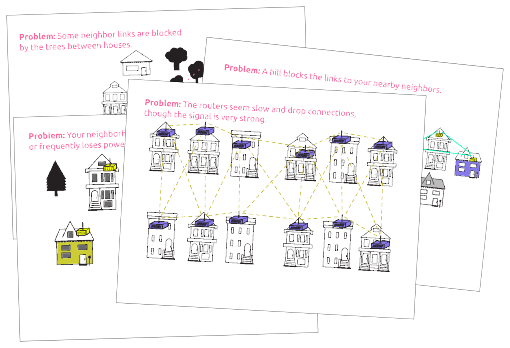 Problem: Some neighbor links are blocked
by the trees between houses.
Problem: A hill blocks the links to your nearby neighbors.
Problem: Your
or frequently loses
Problem: The routers seem slow and drop connections,
though the signal is very strong.